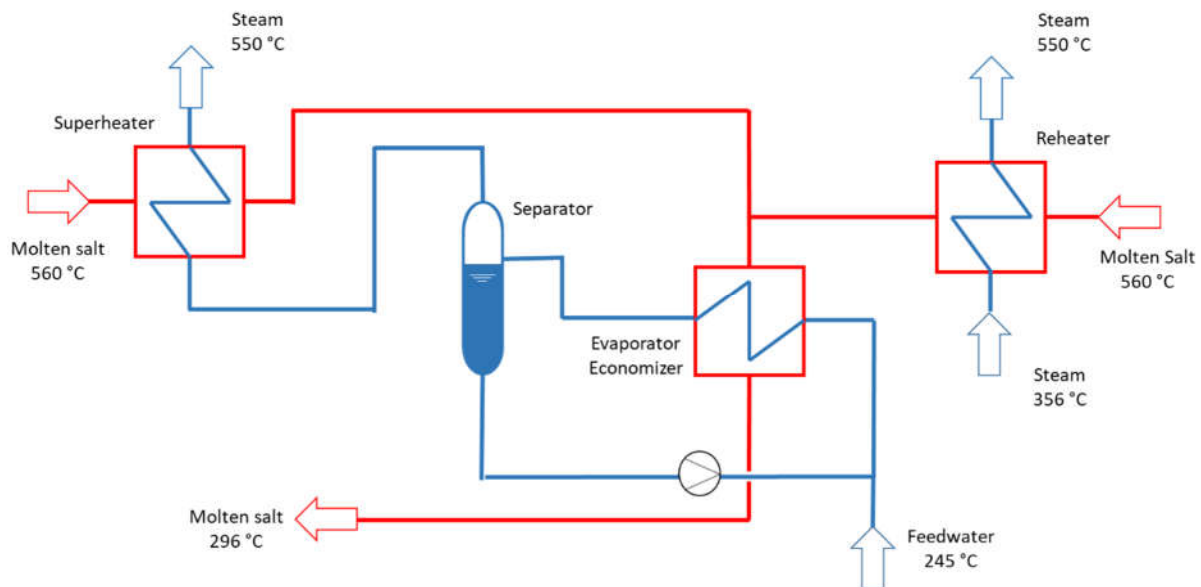 Steam
550 °C
Superheater
Molten salt
560 °C
Separator
Evaporator
Economizer
Steam
550 °C
Reheater
Molten Salt
560 °C
Steam
356 °C
Molten salt
296 °C
Feedwater
245 °C